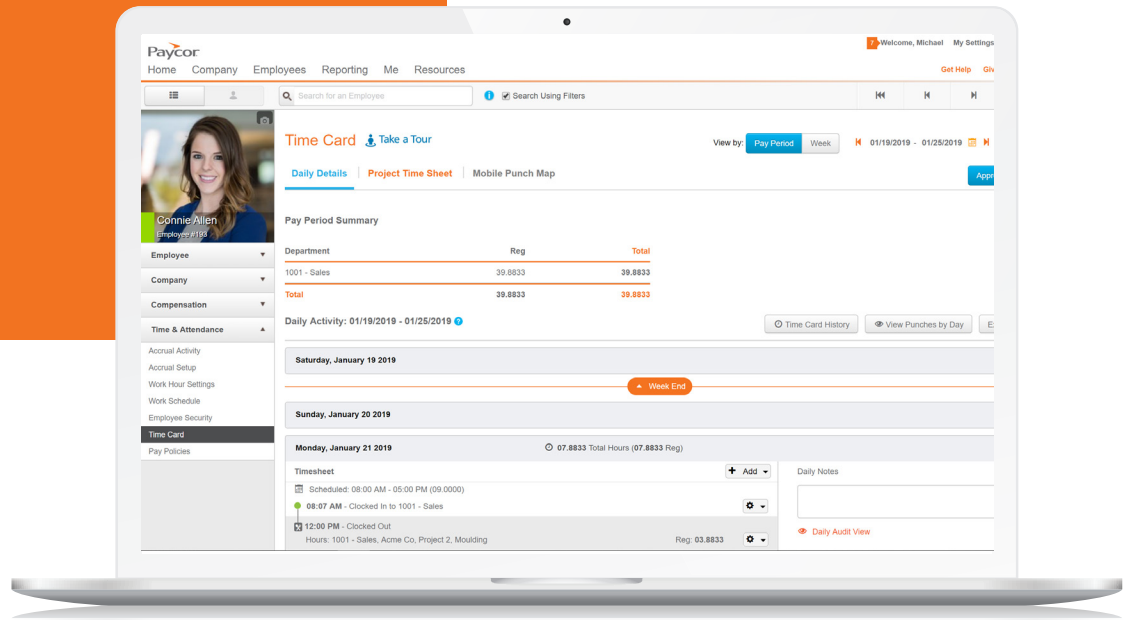 Paycor
7 Welcome, Michael My Settings
Home Company Employees Reporting Me Resources
Get Help
Search for an Employee
Search Using Filters
Time Card Take a Tour
View by: Pay Period Week 01/19/2019 - 01/25/2019
Daily Details Project Time Sheet Mobile Punch Map
Connie Allen
Employee #193
Pay Period Summary
Employee
Department Reg Total
Company
1001 - Sales 39.8833 39.8833
Total 39.8833 39.8833
Compensation
Daily Activity: 01/19/2019 - 01/25/2019
Time Card History View Punches by Day
Time & Attendance
Accrual Activity
Accrual Setup
Work Hour Settings
Work Schedule
Employee Security
Time Card
Pay Policies
Saturday, January 19 2019
Week End
Sunday, January 20 2019
Monday, January 21 2019 07.8833 Total Hours (07.8833 Reg)
Timesheet Add Daily Notes
Scheduled: 08:00 AM - 05:00 PM (09.0000)
08:07 AM - Clocked In to 1001 - Sales
12:00 PM - Clocked Out
Daily Audit View
Hours: 1001 - Sales, Acme Co, Project 2, Moulding Reg: 03.8833